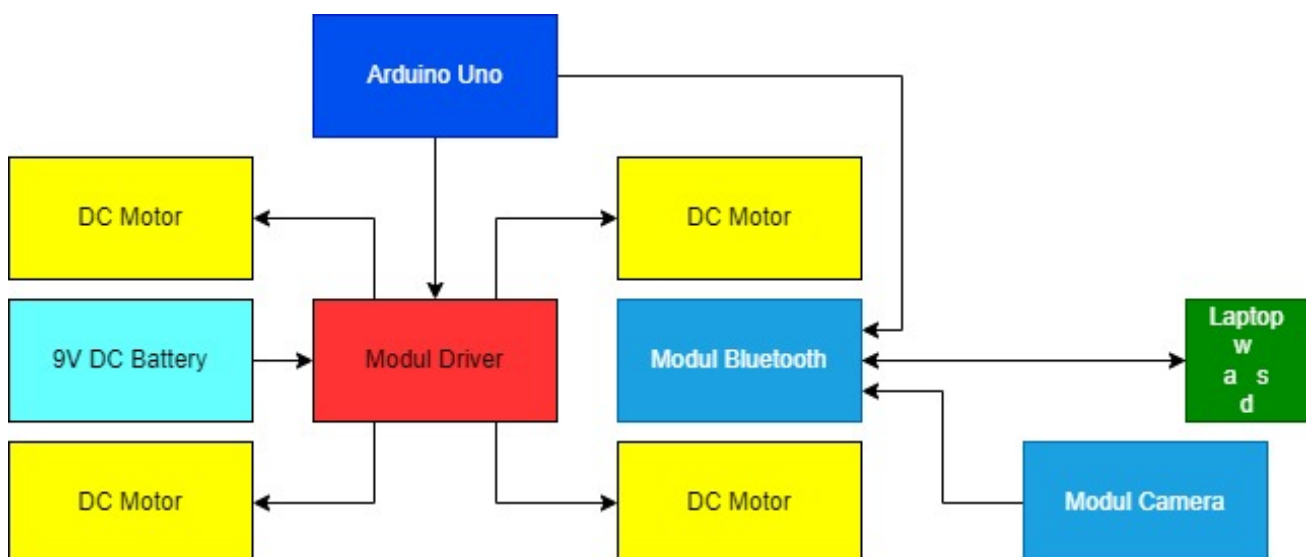 Arduino Uno
DC Motor
DC Motor
9V DC Battery
Modul Driver
Modul Bluetooth
Laptop
w
a s
d
DC Motor
DC Motor
Modul Camera